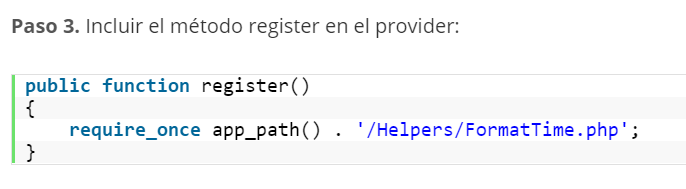 Paso 3. Incluir el método register en el provider:
public function register()
{
    require_once app_path() . '/Helpers/FormatTime.php';
}